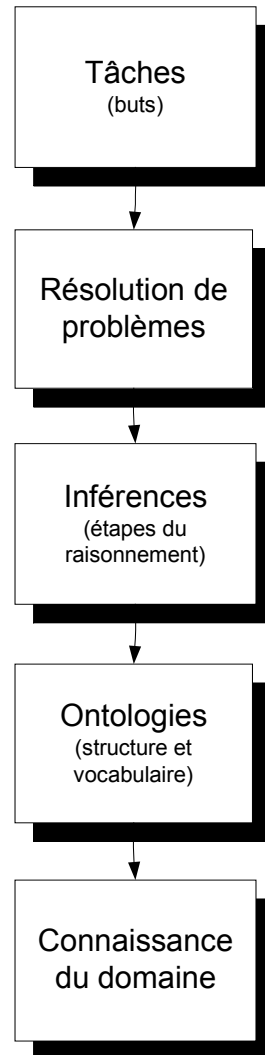 Tâches
(buts)
Résolution de
problèmes
Inférences
(étapes du
raisonnement)
Ontologies
(structure et
vocabulaire)
Connaissance
du domaine